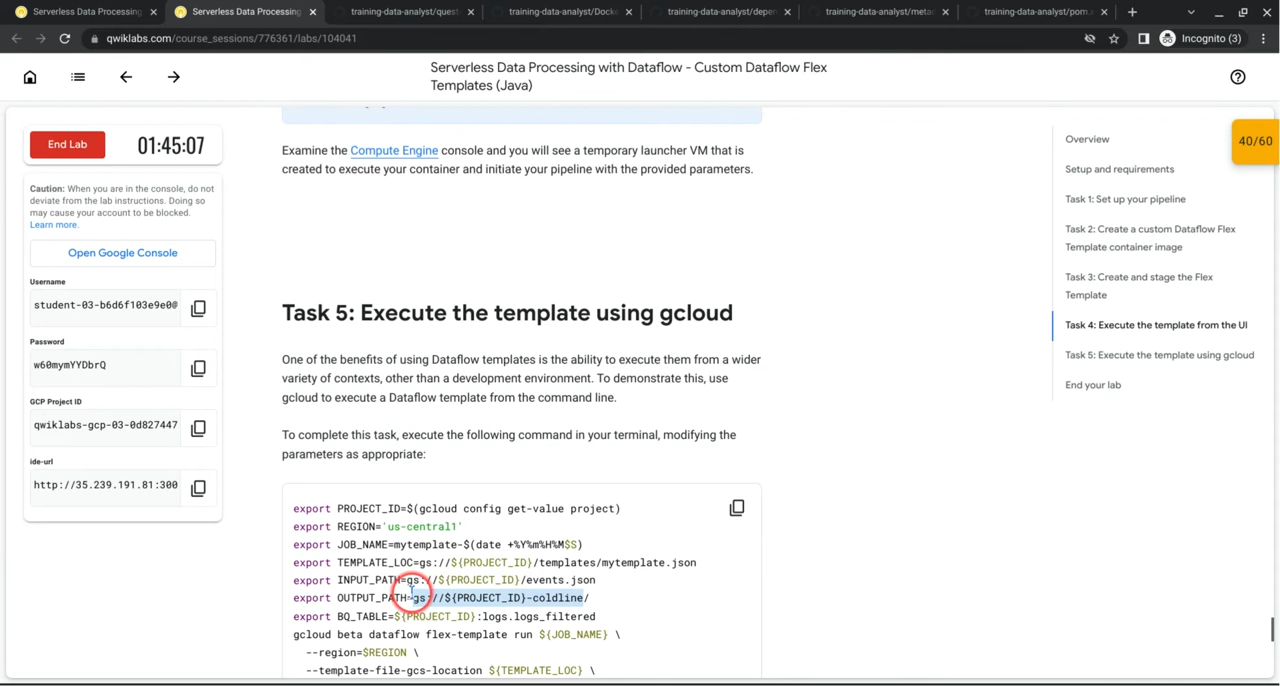 Serverless Data Processing
Serverless Data Processing
training-data-analyst/quest
training-data-analyst/Docke
training-data-analyst/depen
training-data-analyst/meta
training-data-analyst/pom.x
qwiklabs.com/course_sessions/776361/labs/104041
Incognito (3)
Serverless Data Processing with Dataflow - Custom Dataflow Flex
Templates (Java)
End Lab
01:45:07
Caution: When you are in the console, do not
deviate from the lab instructions. Doing so
may cause your account to be blocked.
Learn more.
Open Google Console
Username
student-03-b6d6f103e9e0@
Password
w60mymYYDbrQ
GCP Project ID
qwiklabs-gcp-03-0d827447
ide-url
http://35.239.191.81:300
Examine the Compute Engine console and you will see a temporary launcher VM that is
created to execute your container and initiate your pipeline with the provided parameters.
Task 5: Execute the template using gcloud
One of the benefits of using Dataflow templates is the ability to execute them from a wider
variety of contexts, other than a development environment. To demonstrate this, use
gcloud to execute a Dataflow template from the command line.
To complete this task, execute the following command in your terminal, modifying the
parameters as appropriate:
export PROJECT_ID=$(gcloud config get-value project)
export REGION='us-central1'
export JOB_NAME=mytemplate-$(date +%Y%m%H%M$S)
export TEMPLATE_LOC=gs://${PROJECT_ID}/templates/mytemplate.json
export INPUT_PATH=gs://${PROJECT_ID}/events.json
export OUTPUT_PATH=gs://${PROJECT_ID}-coldline/
export BQ_TABLE=${PROJECT_ID}:logs.logs_filtered
gcloud beta dataflow flex-template run ${JOB_NAME} \
--region=$REGION \
--template-file-gcs-location ${TEMPLATE_LOC} \
Overview
Setup and requirements
Task 1: Set up your pipeline
Task 2: Create a custom Dataflow Flex
Template container image
Task 3: Create and stage the Flex
Template
Task 4: Execute the template from the UI
Task 5: Execute the template using gcloud
End your lab
40/60